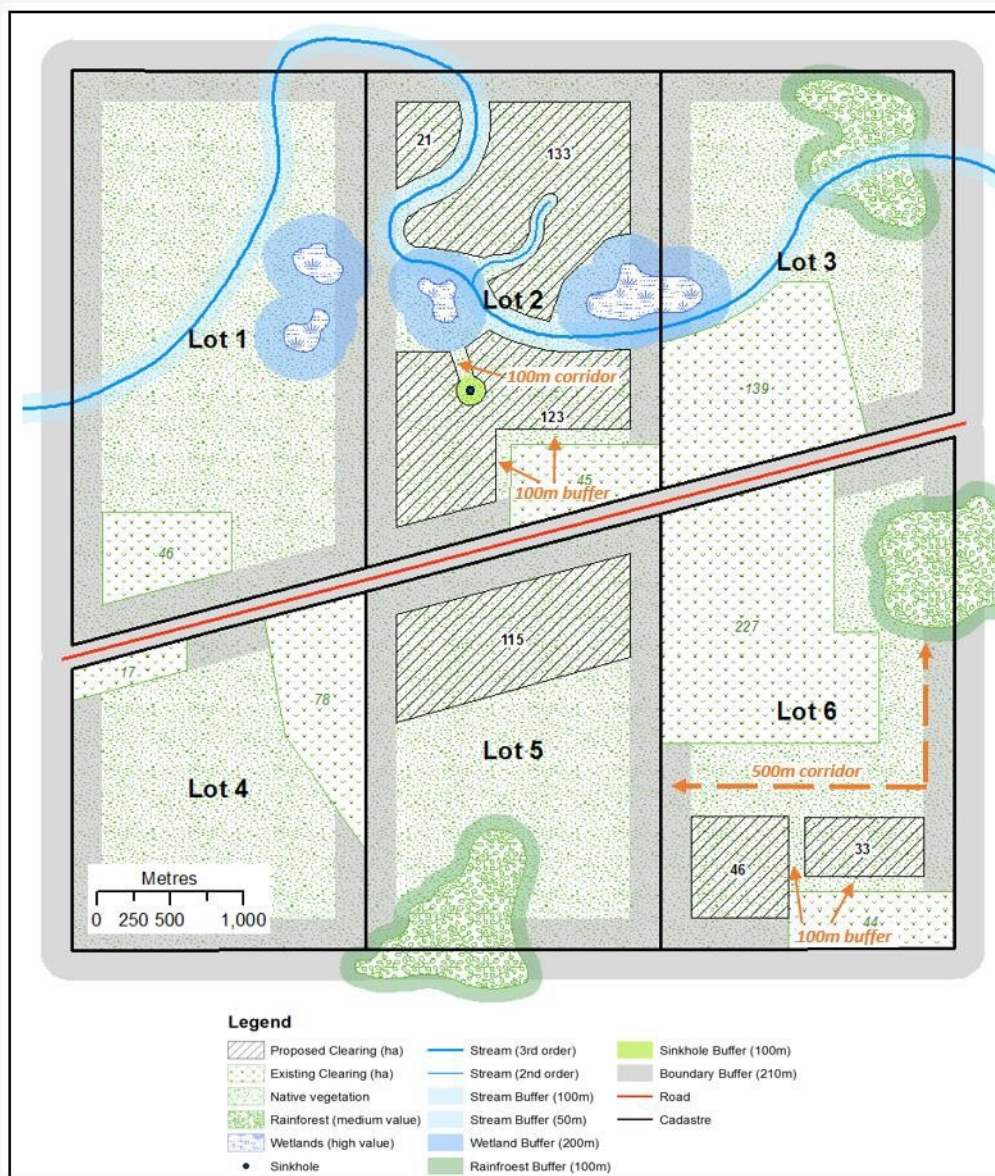 21
133
Lot 3
Lot 2
Lot 1
100m corridor
139
123
45
100m buffer
46
115
227
17
78
Lot 6
Lot 5
500m corridor
Lot 4
46
33
44
100m buffer
Metres
0 250 500 1,000
Legend
Proposed Clearing (ha)
Existing Clearing (ha)
Native vegetation
Rainforest (medium value)
Wetlands (high value)
Sinkhole
Stream (3rd order)
Stream (2nd order)
Stream Buffer (100m)
Stream Buffer (50m)
Wetland Buffer (200m)
Rainfroest Buffer (100m)
Sinkhole Buffer (100m)
Boundary Buffer (210m)
Road
Cadastre